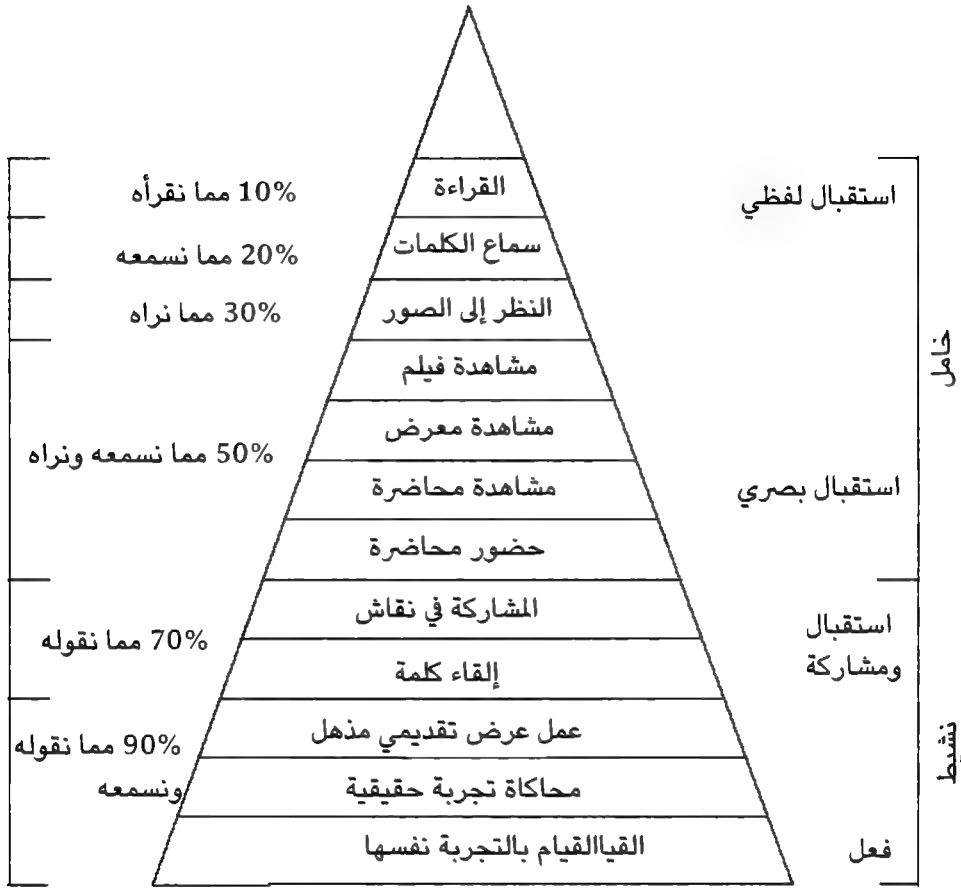 استقبال لفظي
القراءة
10% مما نقرأه
سماع الكلمات
20% مما نسمعه
النظر إلى الصور
30% مما نراه
خامل
مشاهدة فيلم
مشاهدة معرض
50% مما نسمعه ونراه
استقبال بصري
مشاهدة محاضرة
حضور محاضرة
استقبال
ومشاركة
المشاركة في نقاش
70% مما نقوله
إلقاء كلمة
نشيط
عمل عرض تقديمي مذهل
90% مما نقوله
ونسمعه
محاكاة تجربة حقيقية
فعل
القياالقيام بالتجربة نفسها